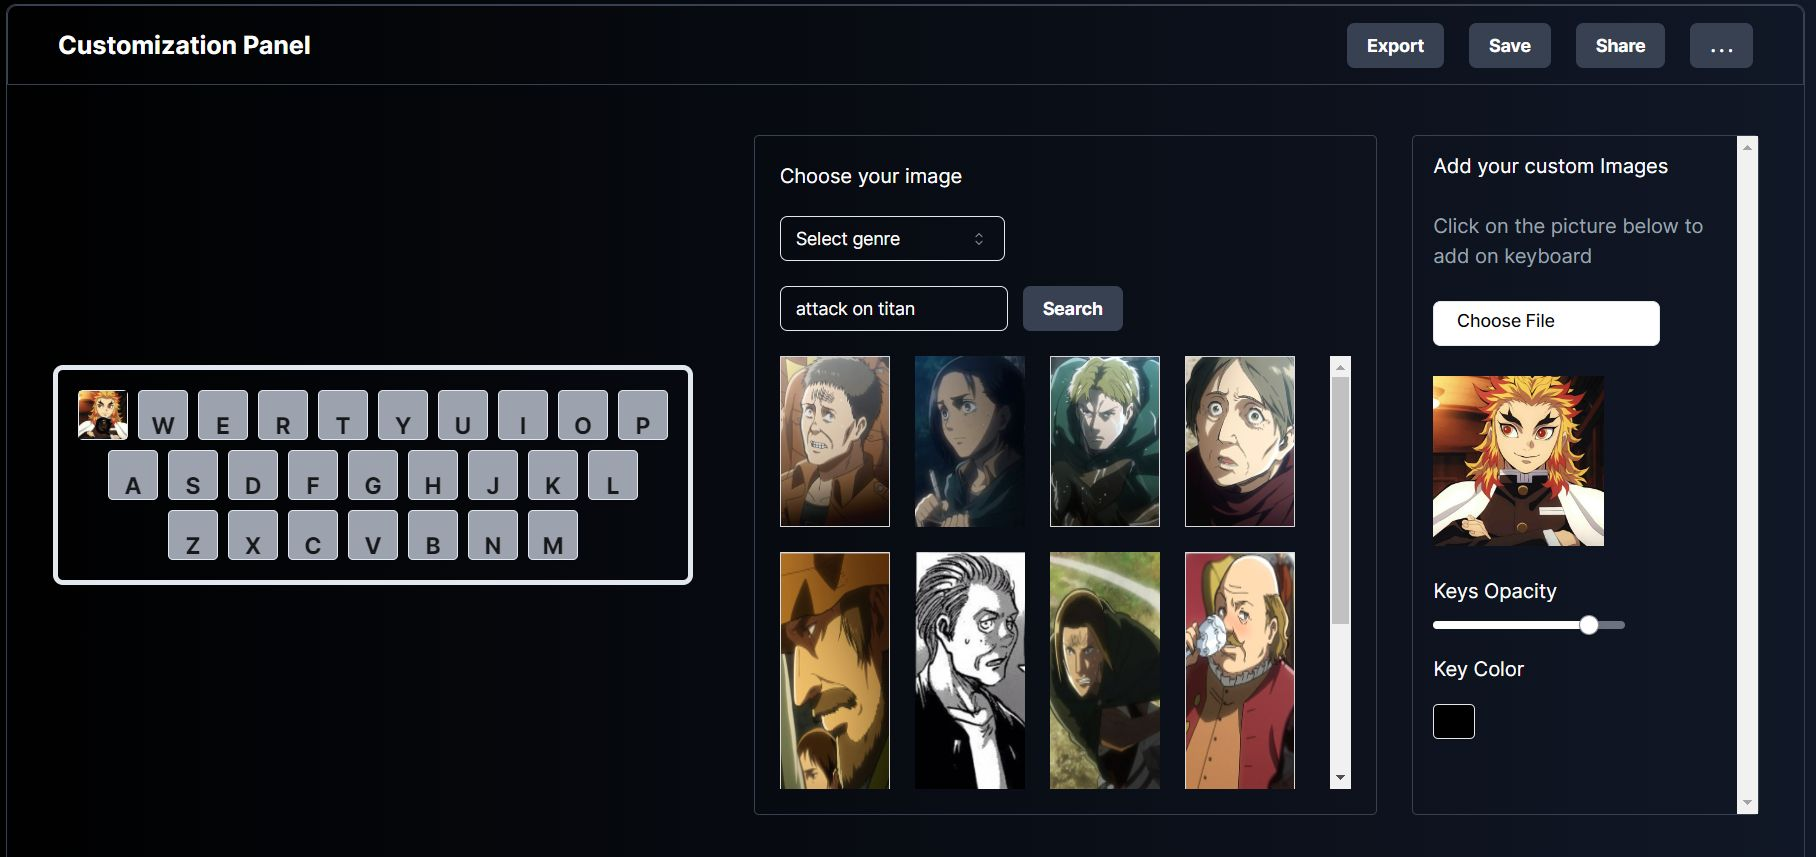 Customization Panel
Export
Save
Share
...
W E R T Y U I O P
A S D F G H J K L
Z X C V B N M
Choose your image
Select genre
attack on titan
Search
Add your custom Images
Click on the picture below to
add on keyboard
Choose File
Keys Opacity
Key Color